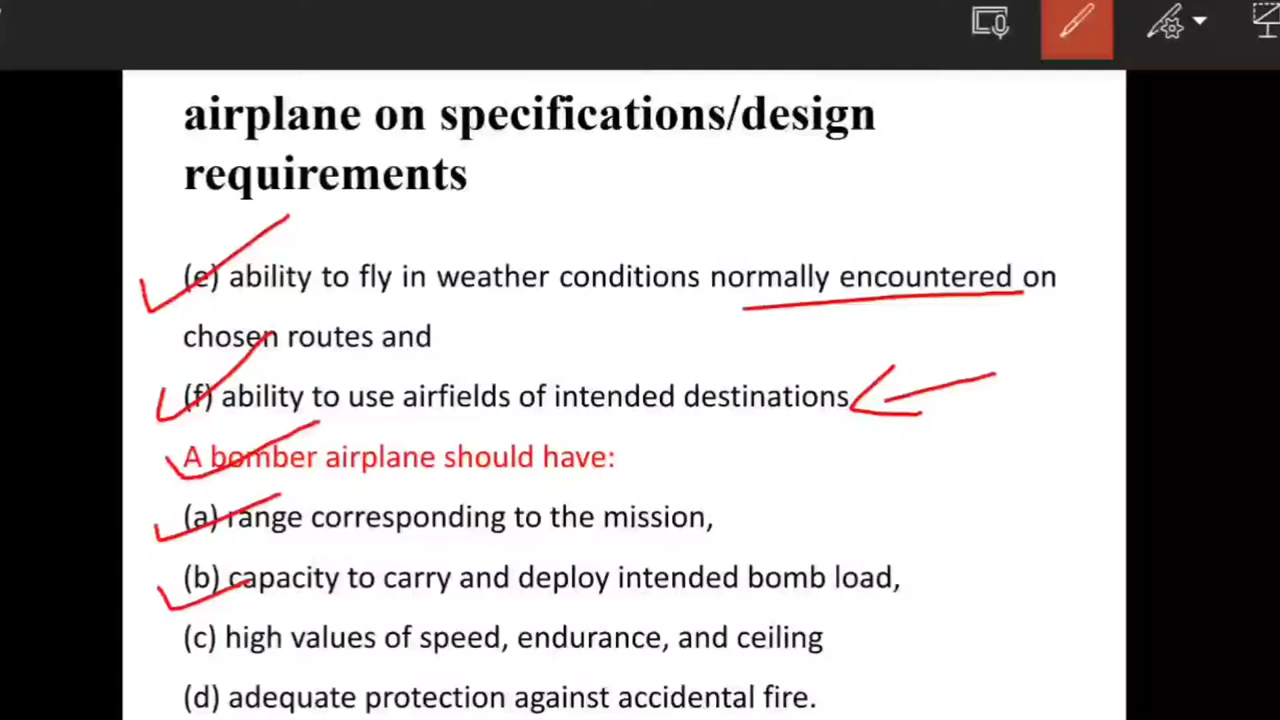 airplane on specifications/design
requirements
(e) ability to fly in weather conditions normally encountered on
chosen routes and
(f) ability to use airfields of intended destinations
A bomber airplane should have:
(a) range corresponding to the mission,
(b) capacity to carry and deploy intended bomb load,
(c) high values of speed, endurance, and ceiling
(d) adequate protection against accidental fire.